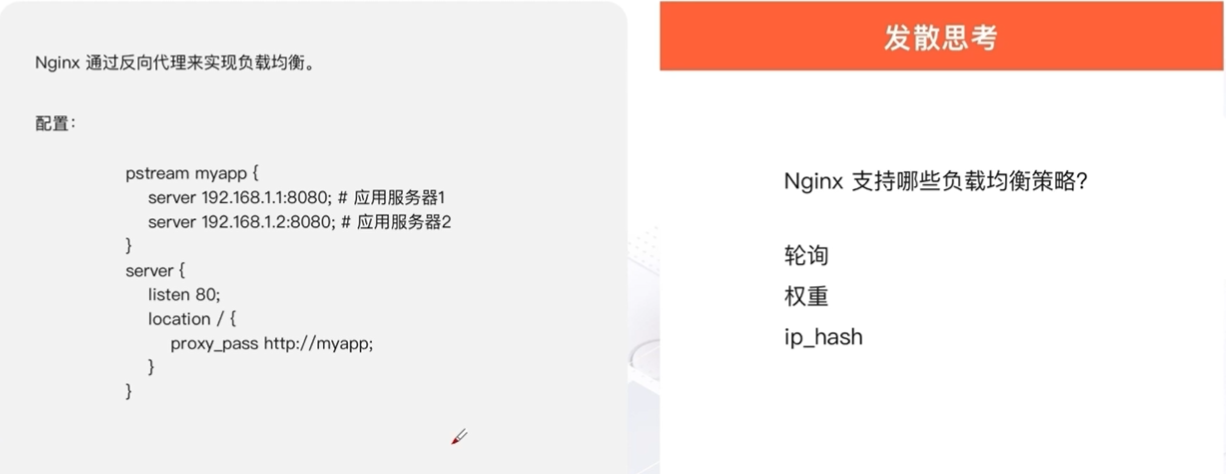 Nginx 通过反向代理来实现负载均衡。
配置：
pstream myapp {
server 192.168.1.1:8080; # 应用服务器1
server 192.168.1.2:8080; # 应用服务器2
}
server {
listen 80;
location / {
proxy_pass http://myapp;
}
}
发散思考
Nginx 支持哪些负载均衡策略?
轮询
权重
ip_hash